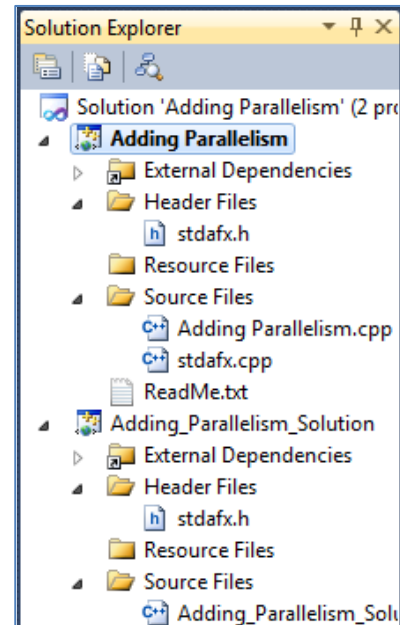 Solution Explorer
Solution 'Adding Parallelism' (2 pro
Adding Parallelism
External Dependencies
Header Files
h stdafx.h
Resource Files
Source Files
C++ Adding Parallelism.cpp
C++ stdafx.cpp
ReadMe.txt
Adding_Parallelism_Solution
External Dependencies
Header Files
h stdafx.h
Resource Files
Source Files
C++ Adding_Parallelism_Solu